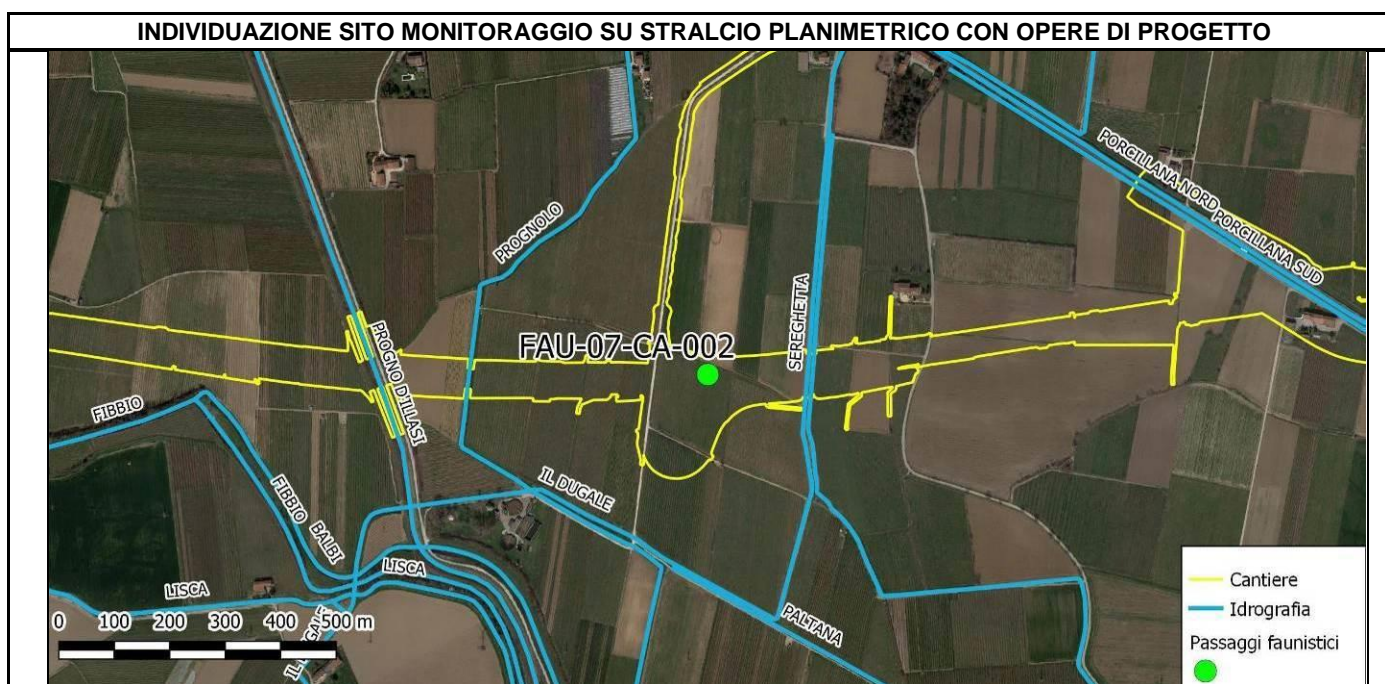 INDIVIDUAZIONE SITO MONITORAGGIO SU STRALCIO PLANIMETRICO CON OPERE DI PROGETTO
PROGNOLO
PORCILLANA NORD
PORCILLANA SUD
SEREGHETTA
PROGNO D'ILLASI
FAU-07-CA-002
FIBBIO
FIBBIO BALBI
IL DUGALE
LISCA
LISCA
PALTANA
0 100 200 300 400 500 m
Cantiere
Idrografia
Passaggi faunistici